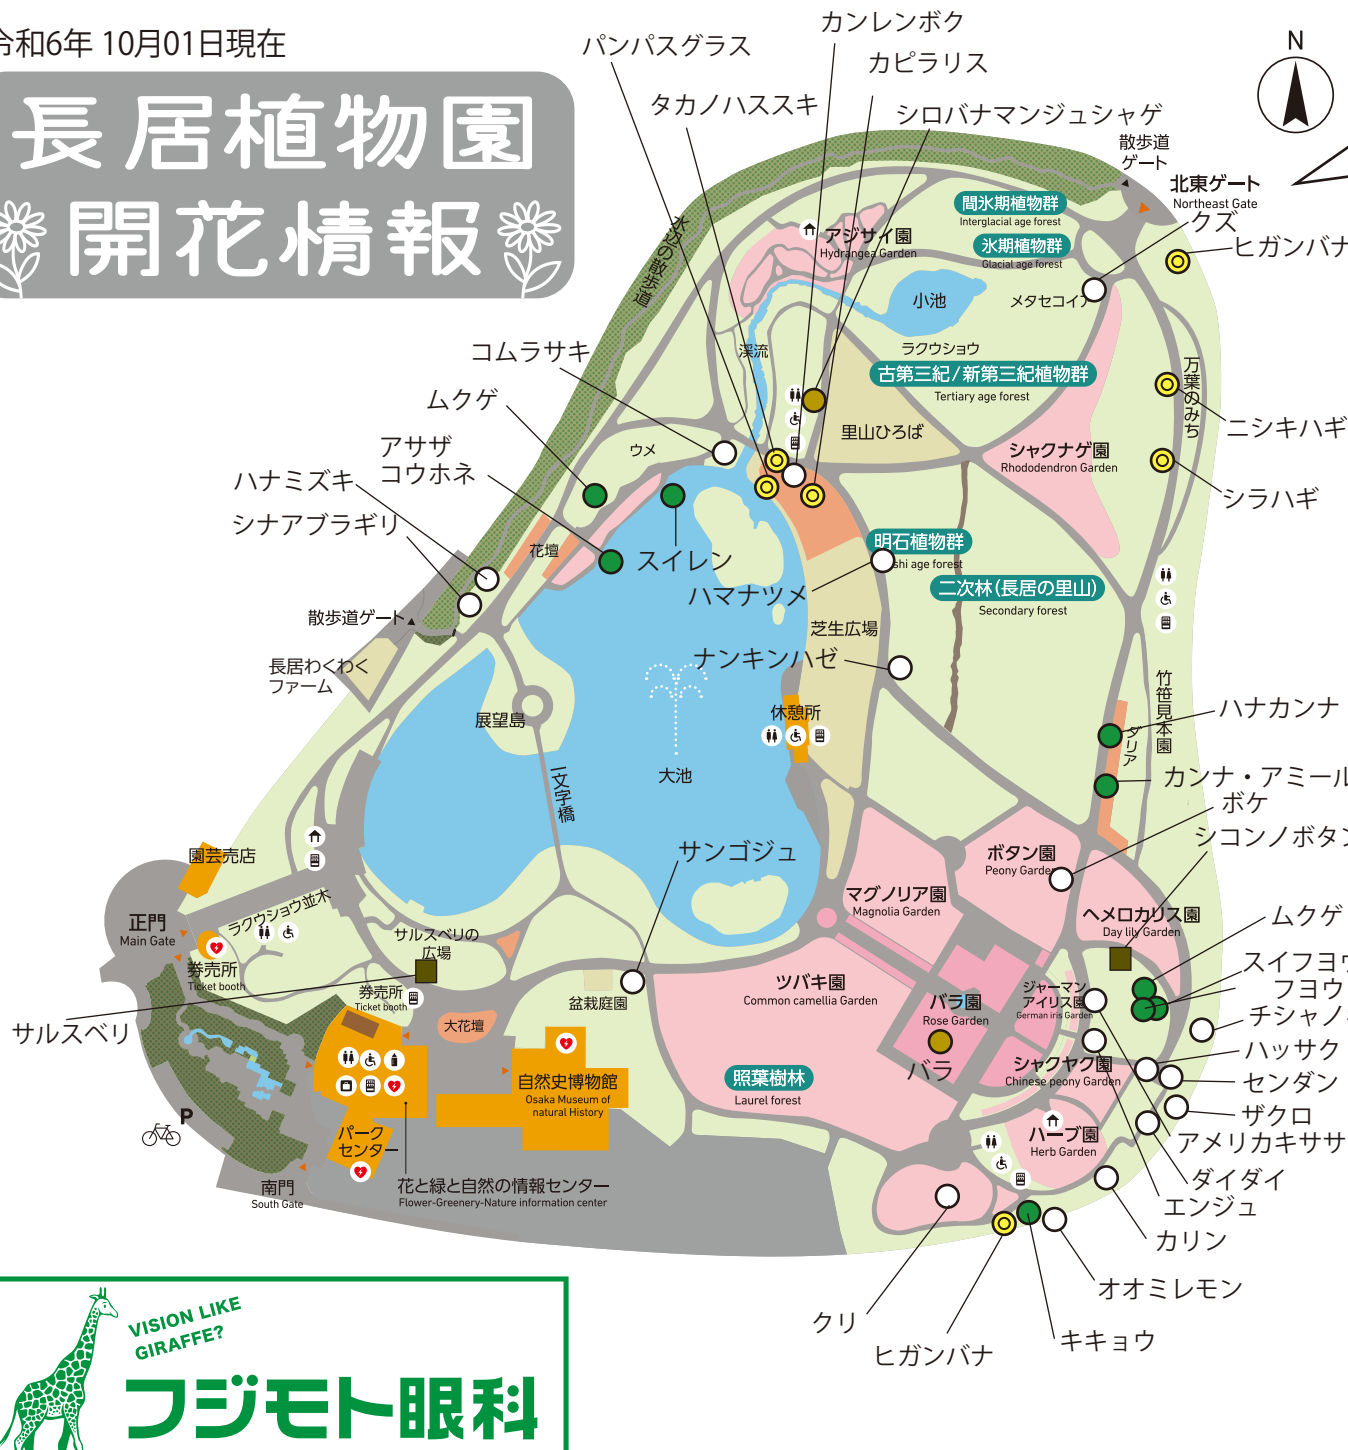 令和6年 10月01日現在
長居植物園
開花情報
パンパスグラス
カンレンボク
カピラリス
タカノハススキ
シロバナマンジュシャゲ
N
散歩道
ゲート
北東ゲート
Northeast Gate
クズ
ヒガンバナ
間氷期植物群
Interglacial age forest
氷期植物群
Glacial age forest
アジサイ園
Hydrangea Garden
水辺の散歩道
小池
メタセコイア
渓流
ラクウショウ
古第三紀/新第三紀植物群
Tertiary age forest
万葉のみち
ニシキハギ
シラハギ
コムラサキ
ムクゲ
アサザ
コウホネ
ハナミズキ
シナアブラギリ
ウメ
里山ひろば
シャクナゲ園
Rhododendron Garden
花壇
スイレン
明石植物群
shi age forest
ハマナツメ
二次林(長居の里山)
Secondary forest
散歩道ゲート
芝生広場
長居わくわく
ファーム
ナンキンハゼ
展望島
休憩所
竹笹見本園
ハナカンナ
ダリア
大池
一文字橋
カンナ・アミール
ボケ
シコンノボタン
園芸売店
サンゴジュ
ボタン園
Peony Garden
マグノリア園
Magnolia Garden
ヘメロカリス園
Day lily Garden
ムクゲ
正門
Main Gate
ラクウショウ並木
サルスベリの
広場
券売所
Ticket booth
券売所
Ticket booth
盆栽庭園
ツバキ園
Common camellia Garden
バラ園
Rose Garden
ジャーマン
アイリス園
German iris Garden
スイフヨウ
フヨウ
チシャノキ
サルスベリ
大花壇
バラ
シャクヤク園
Chinese peony Garden
ハッサク
センダン
自然史博物館
Osaka Museum of
natural History
照葉樹林
Laurel forest
ザクロ
P
パーク
センター
ハーブ園
Herb Garden
アメリカキササ
ダイダイ
エンジュ
南門
South Gate
花と緑と自然の情報センター
Flower-Greenery-Nature information center
カリン
オオミレモン
クリ
ヒガンバナ
キキョウ
VISION LIKE
GIRAFFE?
フジモト眼科